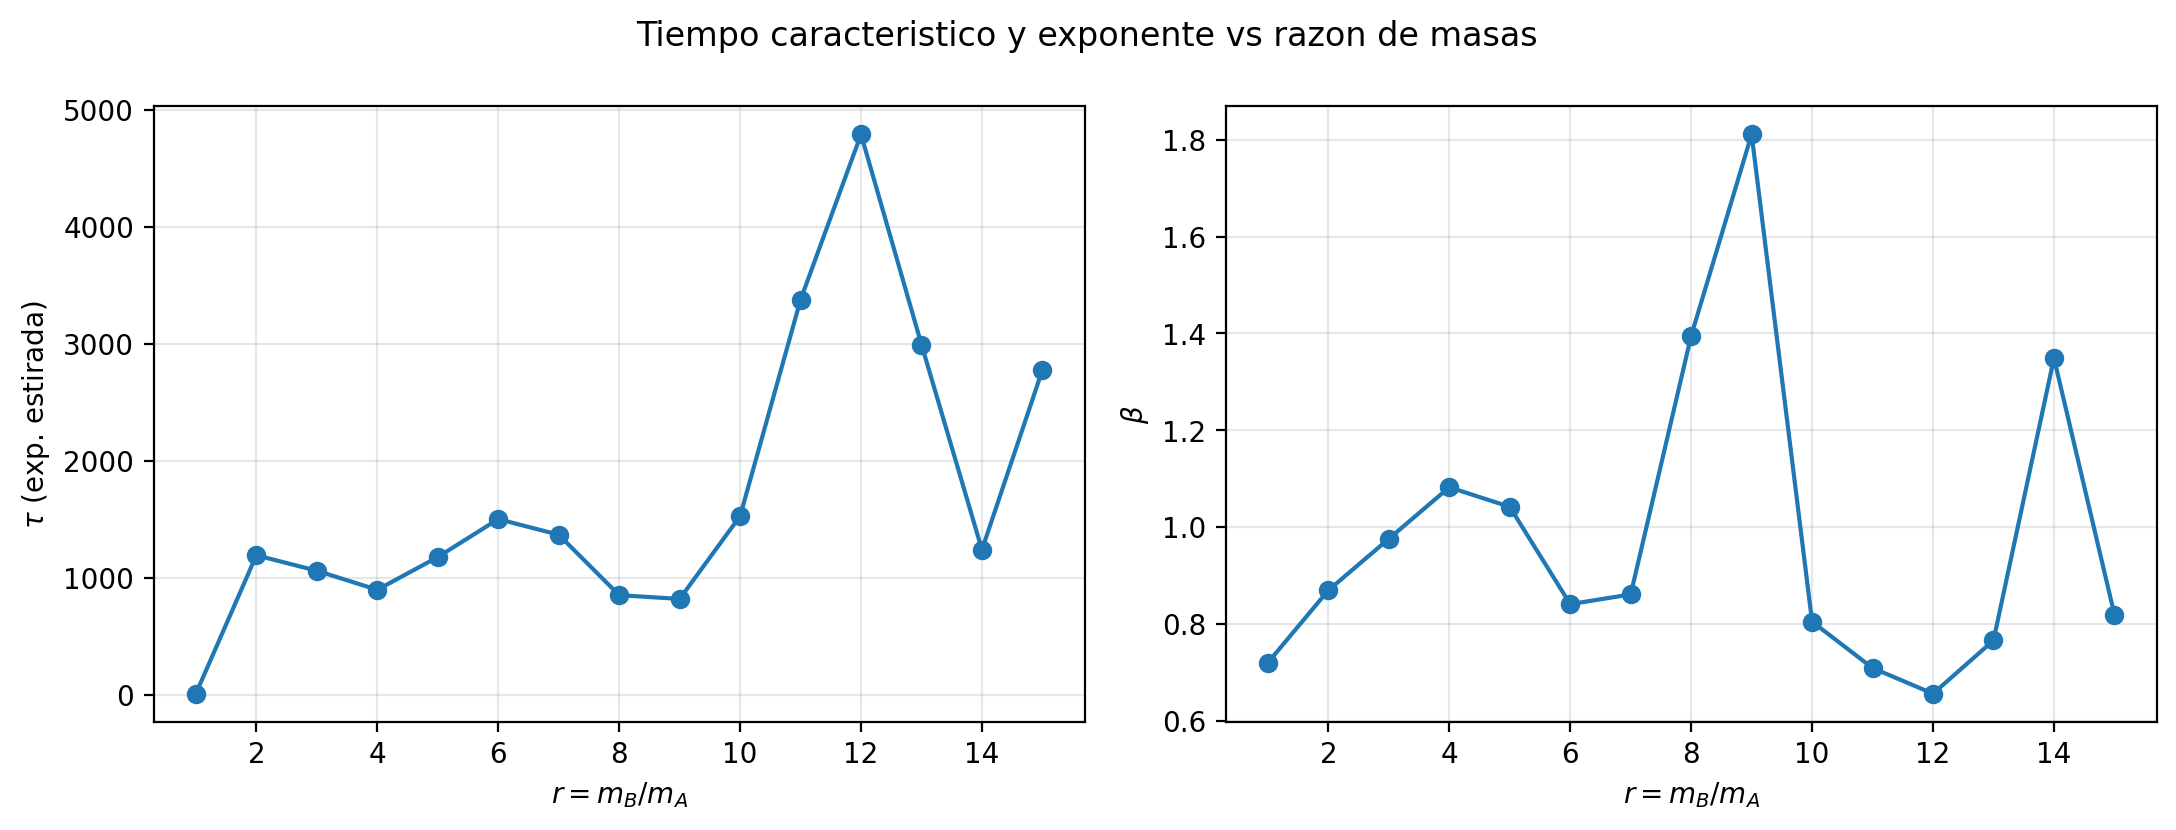 Tiempo caracteristico y exponente vs razon de masas
τ (exp. estirada)
5000
4000
3000
2000
1000
0
2 4 6 8 10 12 14
r = m_B/m_A
β
1.8
1.6
1.4
1.2
1.0
0.8
0.6
2 4 6 8 10 12 14
r = m_B/m_A